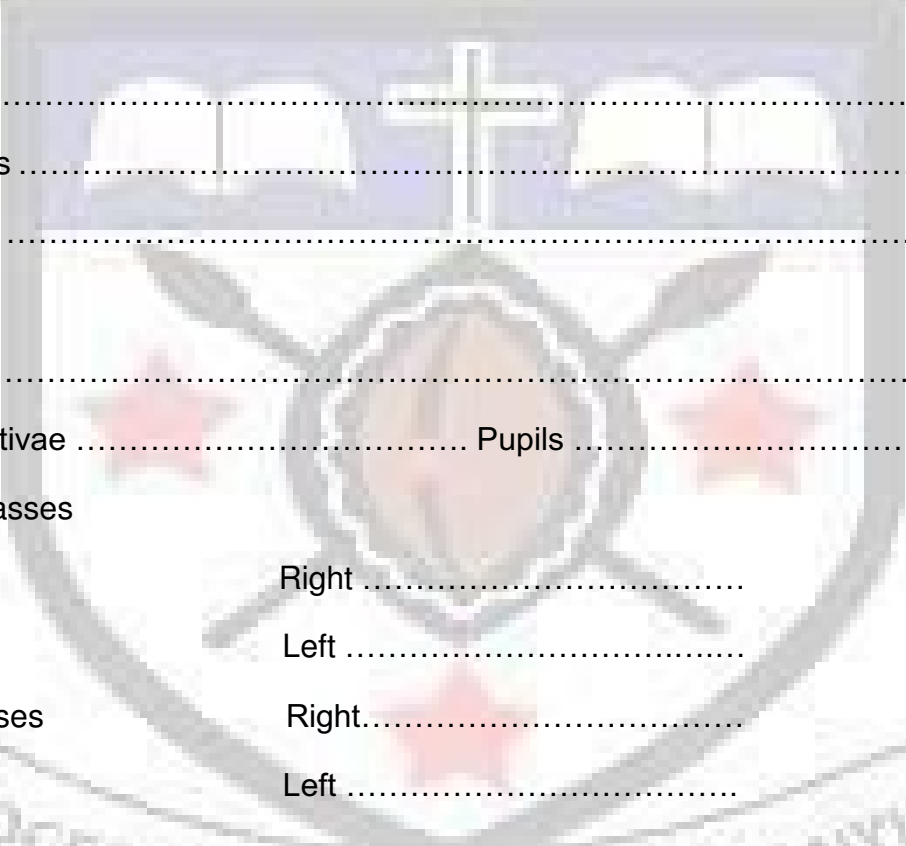 ....................................................................................................
s ....................................................................................................
....................................................................................................
....................................................................................................
tivae ............................................ Pupils ......................................
asses
Right ...........................................
Left .............................................
ses Right...........................................
Left ............................................